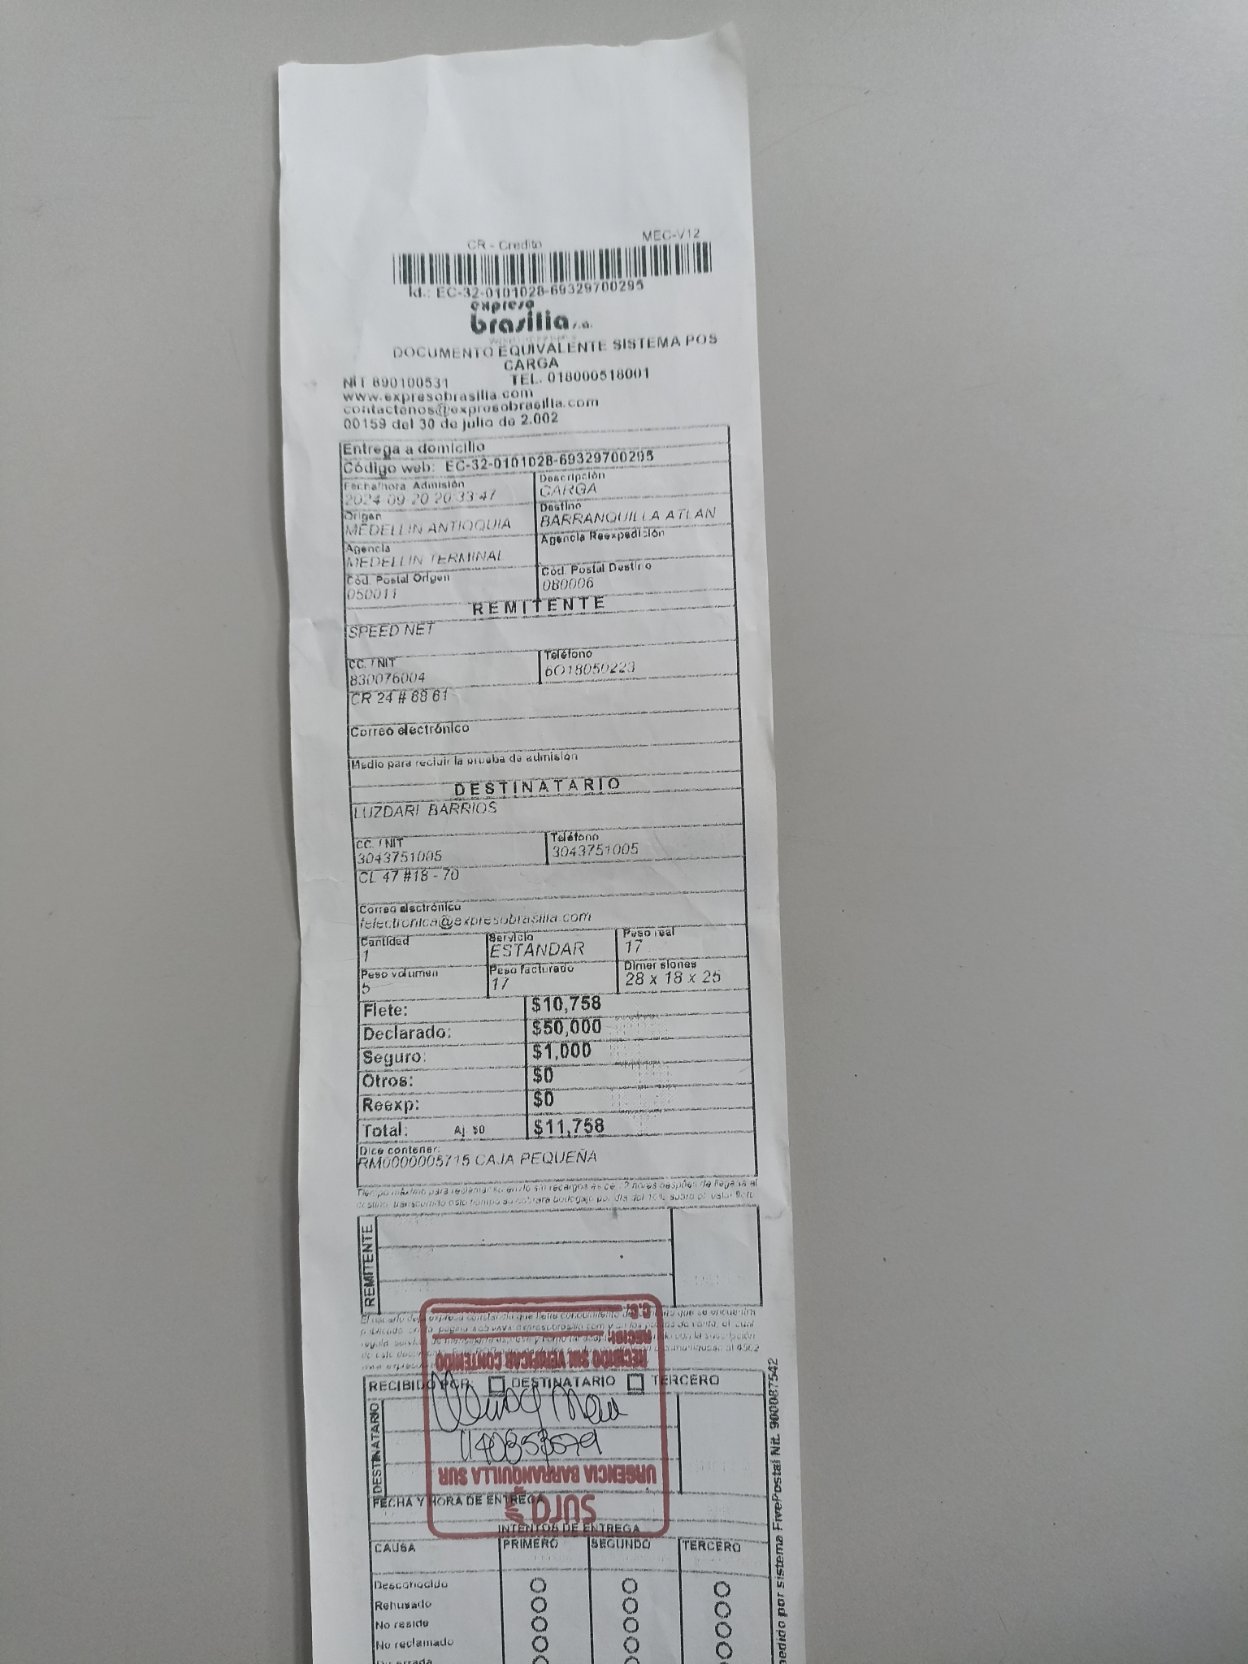 CR - Credito MEC-V12
Id.: EC-32-0101028-69329700295
expreso
brasilia s.a.
DOCUMENTO EQUIVALENTE SISTEMA POS
CARGA
NIT 890100531 TEL. 018000518001
www.expresobrasilia.com
contactenos@expresobrasilia.com
00159 del 30 de julio de 2.002
Entrega a domicilio
Código web: EC-32-0101028-69329700295
Fecha/hora Admisión Descripción
2024-09-20 20:33:47 CARGA
Origen Destino
MEDELLIN ANTIOQUIA BARRANQUILLA ATLAN
Agencia Agencia Reexpedición
MEDELLIN TERMINAL
Cód. Postal Origen Cód. Postal Destino
050011 080006
REMITENTE
SPEED NET
CC. / NIT Teléfono
830076004 6018050223
CR 24 # 68 61
Correo electrónico
Medio para recibir la prueba de admisión
DESTINATARIO
LUZDARI BARRIOS
CC. / NIT Teléfono
3043751005 3043751005
CL 47 #18 - 70
Correo electrónico
felectronica@expresobrasilia.com
Cantidad Servicio Peso real
1 ESTANDAR 17
Peso volumen Peso facturado Dimensiones
5 17 28 x 18 x 25
Flete: $10,758
Declarado: $50,000
Seguro: $1,000
Otros: $0
Reexp: $0
Total: Aj. $0 $11,758
Dice contener:
RM0000005715 CAJA PEQUEÑA
REMITENTE
C.C.
RECIBI:
RECIBIDO SIN VERIFICAR CONTENIDO
RECIBIDO POR: DESTINATARIO TERCERO
DESTINATARIO
URGENCIA BARRANQUILLA SUR
sura
FECHA Y HORA DE ENTREGA
INTENTOS DE ENTREGA
CAUSA PRIMERO SEGUNDO TERCERO
Desconocido
Rehusado
No reside
No reclamado
pedido por sistema FivePostal Nit. 900087542